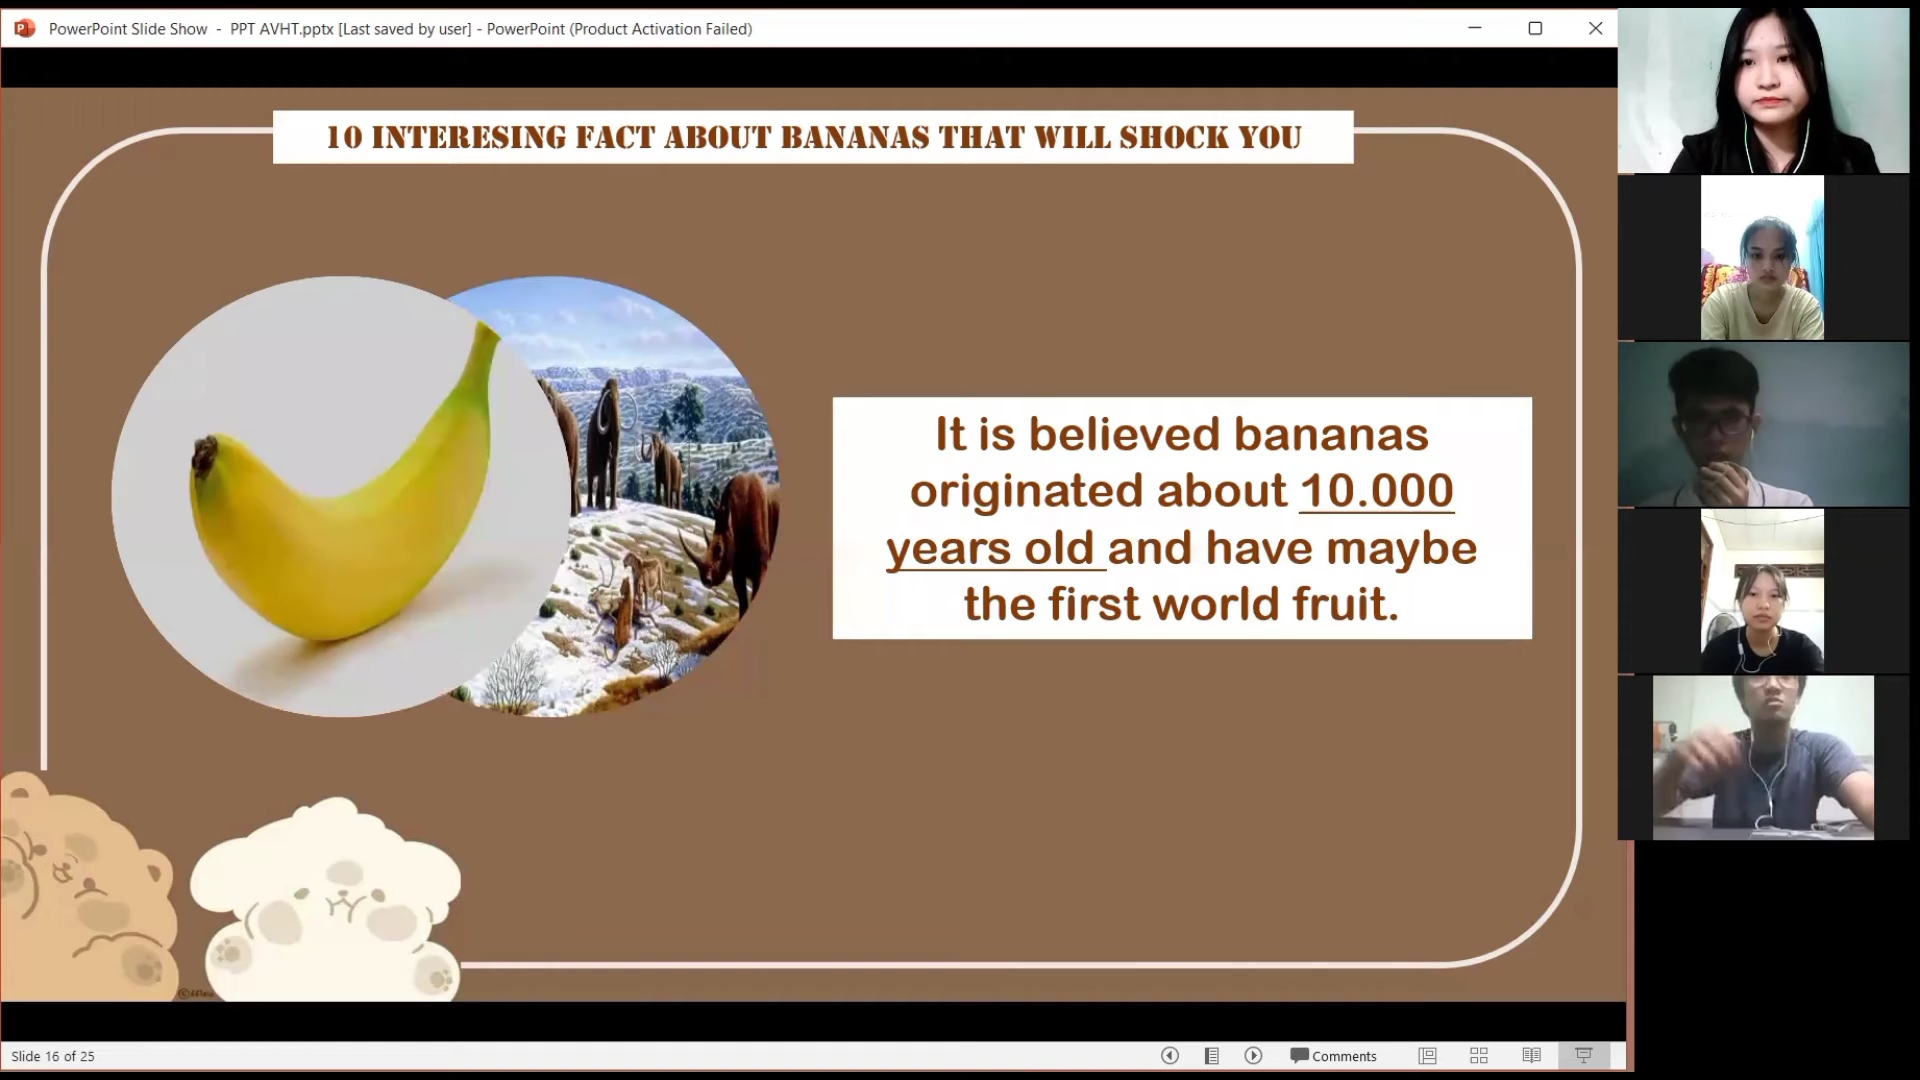 PowerPoint Slide Show - PPT AVHT.pptx [Last saved by user] - PowerPoint (Product Activation Failed)
10 INTERESING FACT ABOUT BANANAS THAT WILL SHOCK YOU
It is believed bananas
originated about 10.000
years old and have maybe
the first world fruit.
Slide 16 of 25
Comments